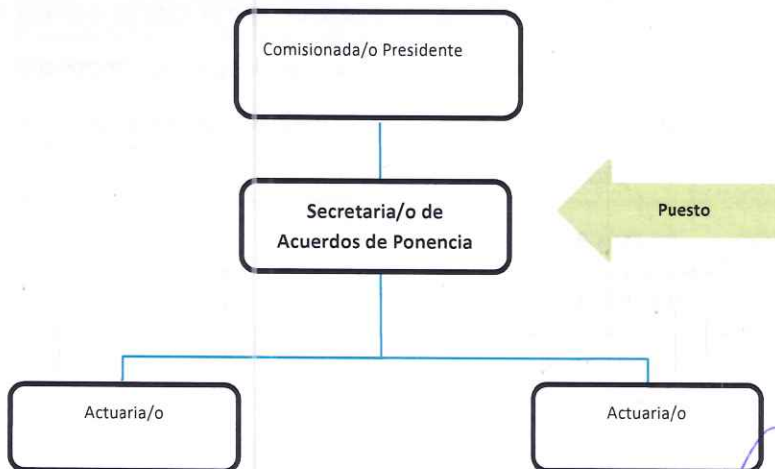 Comisionada/o Presidente
Secretaria/o de
Acuerdos de Ponencia
Puesto
Actuaria/o
Actuaria/o